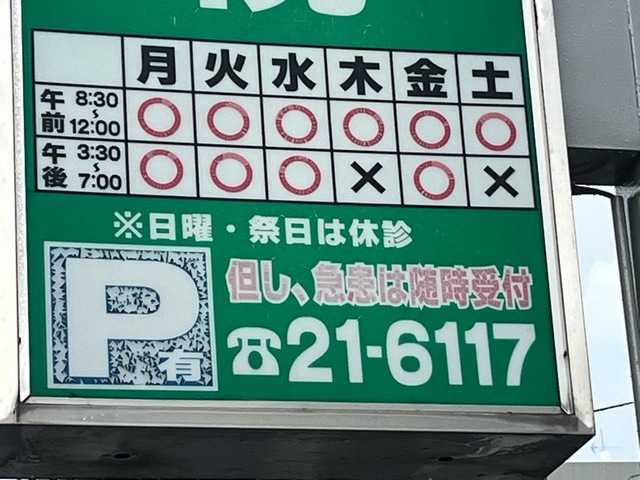 月 火 水 木 金 土
午前 8:30~12:00 ○ ○ ○ ○ ○ ○
午後 3:30~7:00 ○ ○ ○ × ○ ×
※日曜・祭日は休診
但し、急患は随時受付
P有
☎21-6117